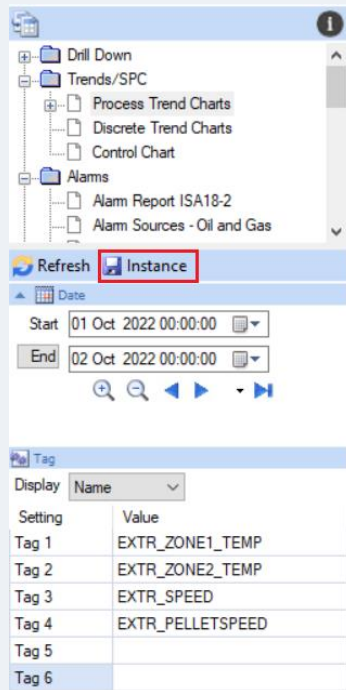 Drill Down
Trends/SPC
Process Trend Charts
Discrete Trend Charts
Control Chart
Alarms
Alarm Report ISA18-2
Alarm Sources - Oil and Gas
Refresh Instance
Date
Start 01 Oct 2022 00:00:00
End 02 Oct 2022 00:00:00
Tag
Display Name
Setting Value
Tag 1 EXTR_ZONE1_TEMP
Tag 2 EXTR_ZONE2_TEMP
Tag 3 EXTR_SPEED
Tag 4 EXTR_PELLETSPEED
Tag 5
Tag 6